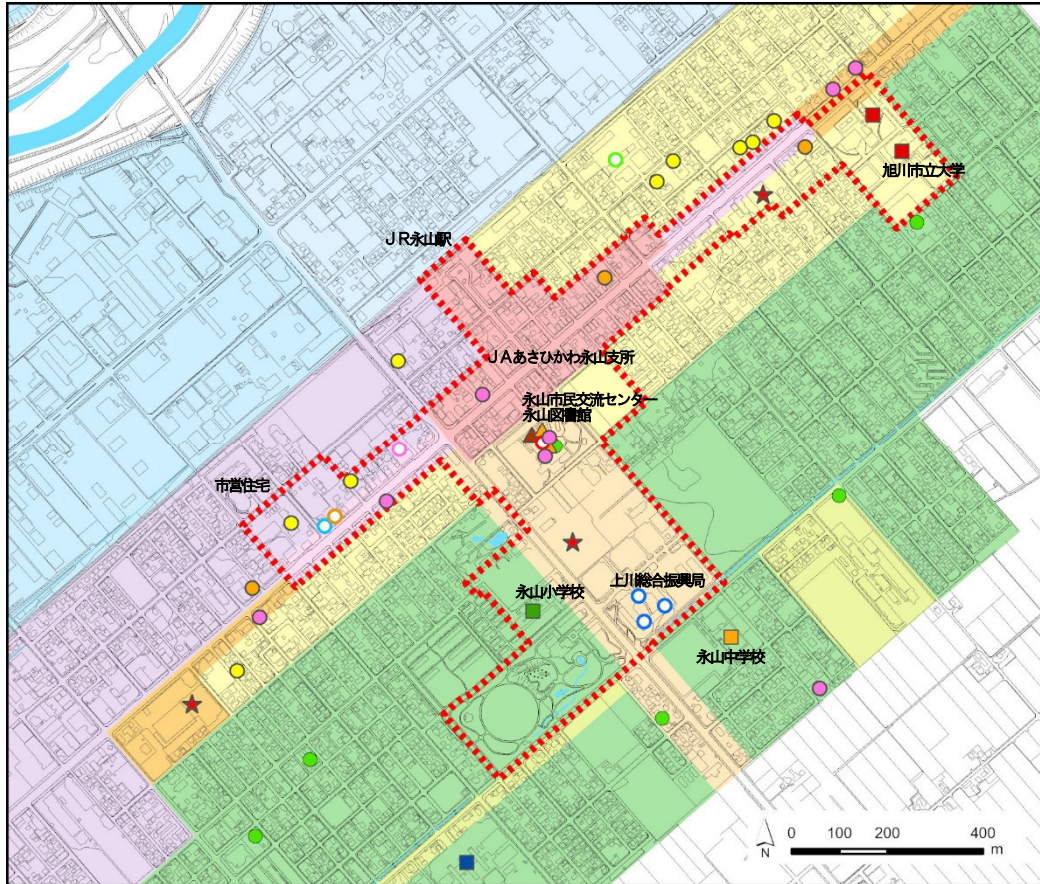 旭川市立大学
JR永山駅
JAあさひかわ永山支所
永山市民交流センター
永山図書館
市営住宅
上川総合振興局
永山小学校
永山中学校
N
0 100 200 400
m